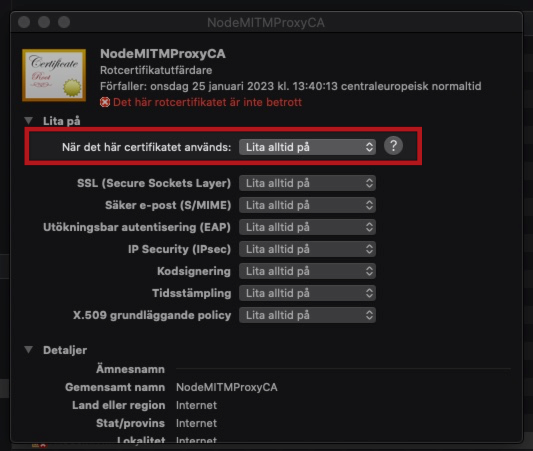 NodeMITMProxyCA
Certificate
Root
NodeMITMProxyCA
Rotcertifikatutfärdare
Förfaller: onsdag 25 januari 2023 kl. 13:40:13 centraleuropeisk normaltid
Det här rotcertifikatet är inte betrott
Lita på
När det här certifikatet används: Lita alltid på ?
SSL (Secure Sockets Layer) Lita alltid på
Säker e-post (S/MIME) Lita alltid på
Utökningsbar autentisering (EAP) Lita alltid på
IP Security (IPsec) Lita alltid på
Kodsignering Lita alltid på
Tidsstämpling Lita alltid på
X.509 grundläggande policy Lita alltid på
Detaljer
Ämnesnamn
Gemensamt namn NodeMITMProxyCA
Land eller region Internet
Stat/provins Internet
Lokalitet Internet